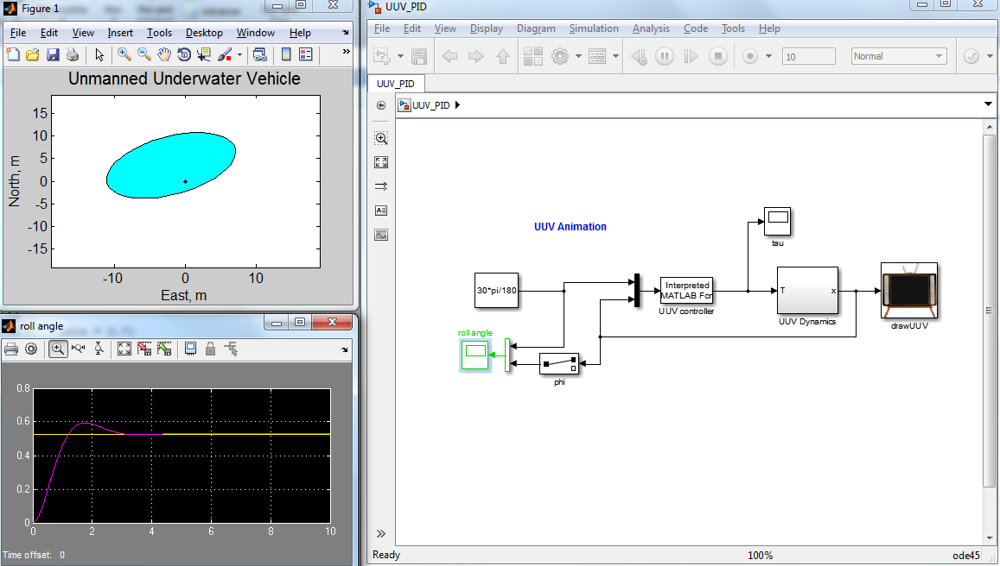 Figure 1
File Edit View Insert Tools Desktop Window Help
Unmanned Underwater Vehicle
15
10
5
0
-5
-10
-15
North, m
-10 0 10
East, m
roll angle
0.8
0.6
0.4
0.2
0
0 2 4 6 8 10
Time offset: 0
UUV_PID
File Edit View Display Diagram Simulation Analysis Code Tools Help
10 Normal
UUV_PID
UUV_PID
UUV Animation
tau
30*pi/180
Interpreted
MATLAB Fcn
UUV controller
T x
UUV Dynamics
drawUUV
roll angle
phi
Ready 100% ode45